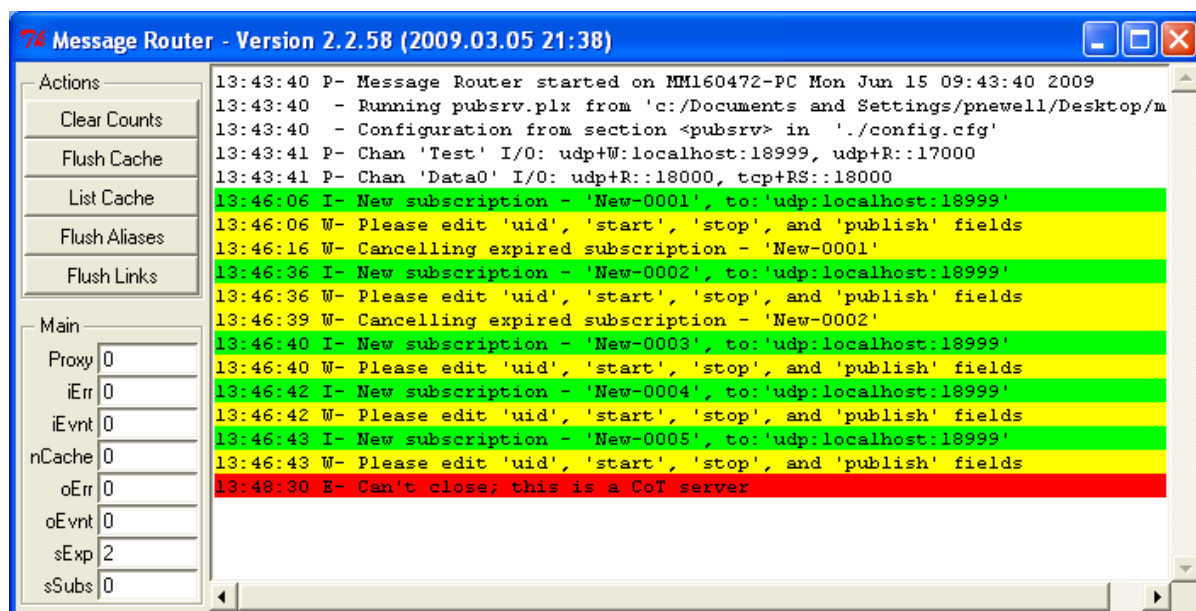 Message Router - Version 2.2.58 (2009.03.05 21:38)
Actions
Clear Counts
Flush Cache
List Cache
Flush Aliases
Flush Links
Main
Proxy 0
iErr 0
iEvnt 0
nCache 0
oErr 0
oEvnt 0
sExp 2
sSubs 0
13:43:40 P- Message Router started on MM160472-PC Mon Jun 15 09:43:40 2009
13:43:40  - Running pubsrv.plx from 'c:/Documents and Settings/pnewell/Desktop/m
13:43:40  - Configuration from section <pubsrv> in  './config.cfg'
13:43:41 P- Chan 'Test' I/O: udp+W:localhost:18999, udp+R::17000
13:43:41 P- Chan 'Data0' I/O: udp+R::18000, tcp+RS::18000
13:46:06 I- New subscription - 'New-0001', to:'udp:localhost:18999'
13:46:06 W- Please edit 'uid', 'start', 'stop', and 'publish' fields
13:46:16 W- Cancelling expired subscription - 'New-0001'
13:46:36 I- New subscription - 'New-0002', to:'udp:localhost:18999'
13:46:36 W- Please edit 'uid', 'start', 'stop', and 'publish' fields
13:46:39 W- Cancelling expired subscription - 'New-0002'
13:46:40 I- New subscription - 'New-0003', to:'udp:localhost:18999'
13:46:40 W- Please edit 'uid', 'start', 'stop', and 'publish' fields
13:46:42 I- New subscription - 'New-0004', to:'udp:localhost:18999'
13:46:42 W- Please edit 'uid', 'start', 'stop', and 'publish' fields
13:46:43 I- New subscription - 'New-0005', to:'udp:localhost:18999'
13:46:43 W- Please edit 'uid', 'start', 'stop', and 'publish' fields
13:48:30 E- Can't close; this is a CoT server